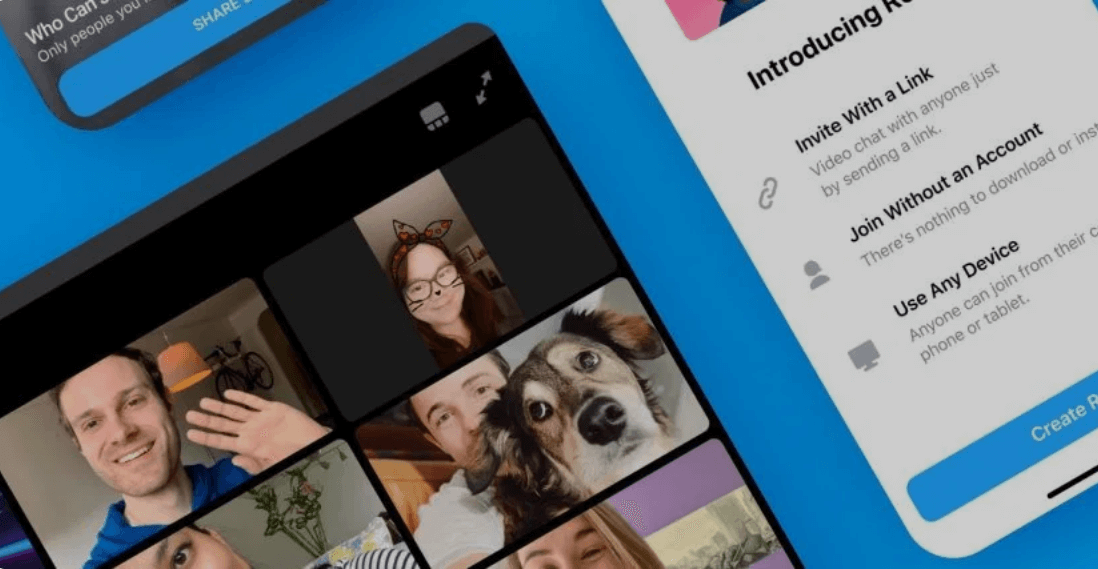 Who Can
Only people you
SHARE
Introducing
Invite With a Link
Video chat with anyone just
by sending a link.
Join Without an Account
There's nothing to download or
Use Any Device
Anyone can join from their
phone or tablet.
Create